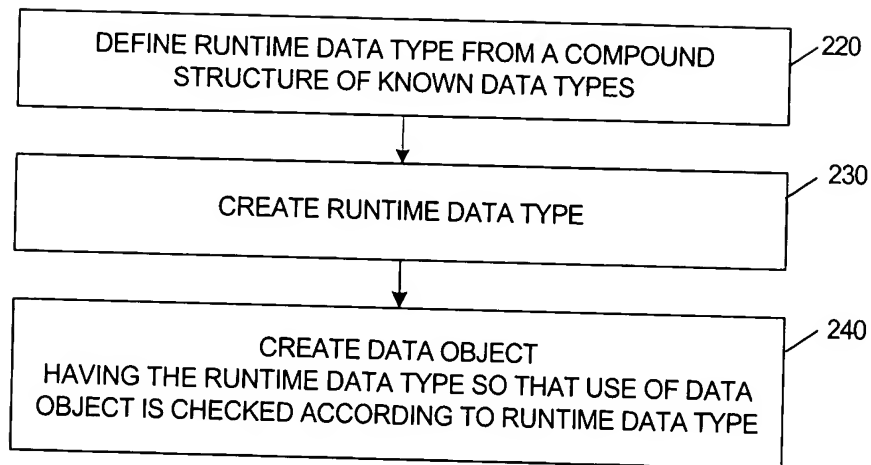 DEFINE RUNTIME DATA TYPE FROM A COMPOUND
STRUCTURE OF KNOWN DATA TYPES
220
CREATE RUNTIME DATA TYPE
230
CREATE DATA OBJECT
HAVING THE RUNTIME DATA TYPE SO THAT USE OF DATA
OBJECT IS CHECKED ACCORDING TO RUNTIME DATA TYPE
240